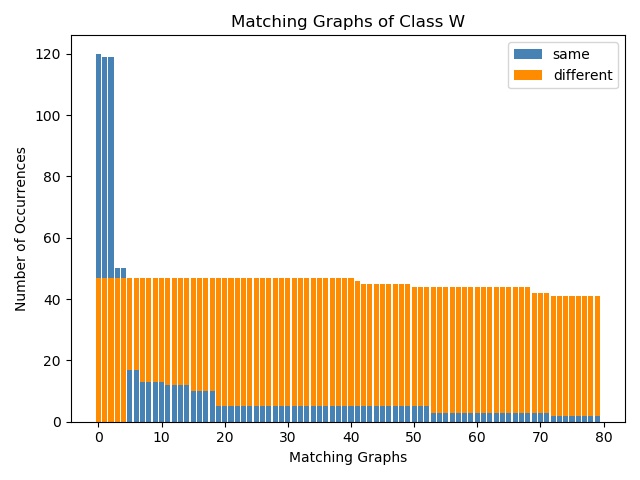 Matching Graphs of Class W
same
different
Number of Occurrences
120
100
80
60
40
20
0
0 10 20 30 40 50 60 70 80
Matching Graphs